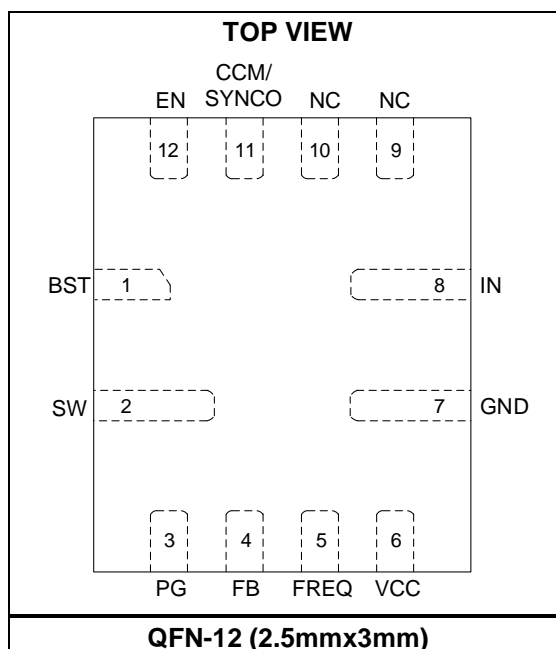 TOP VIEW
CCM/
EN SYNCO NC NC
12 11 10 9
BST 1 8 IN
SW 2 7 GND
3 4 5 6
PG FB FREQ VCC
QFN-12 (2.5mmx3mm)